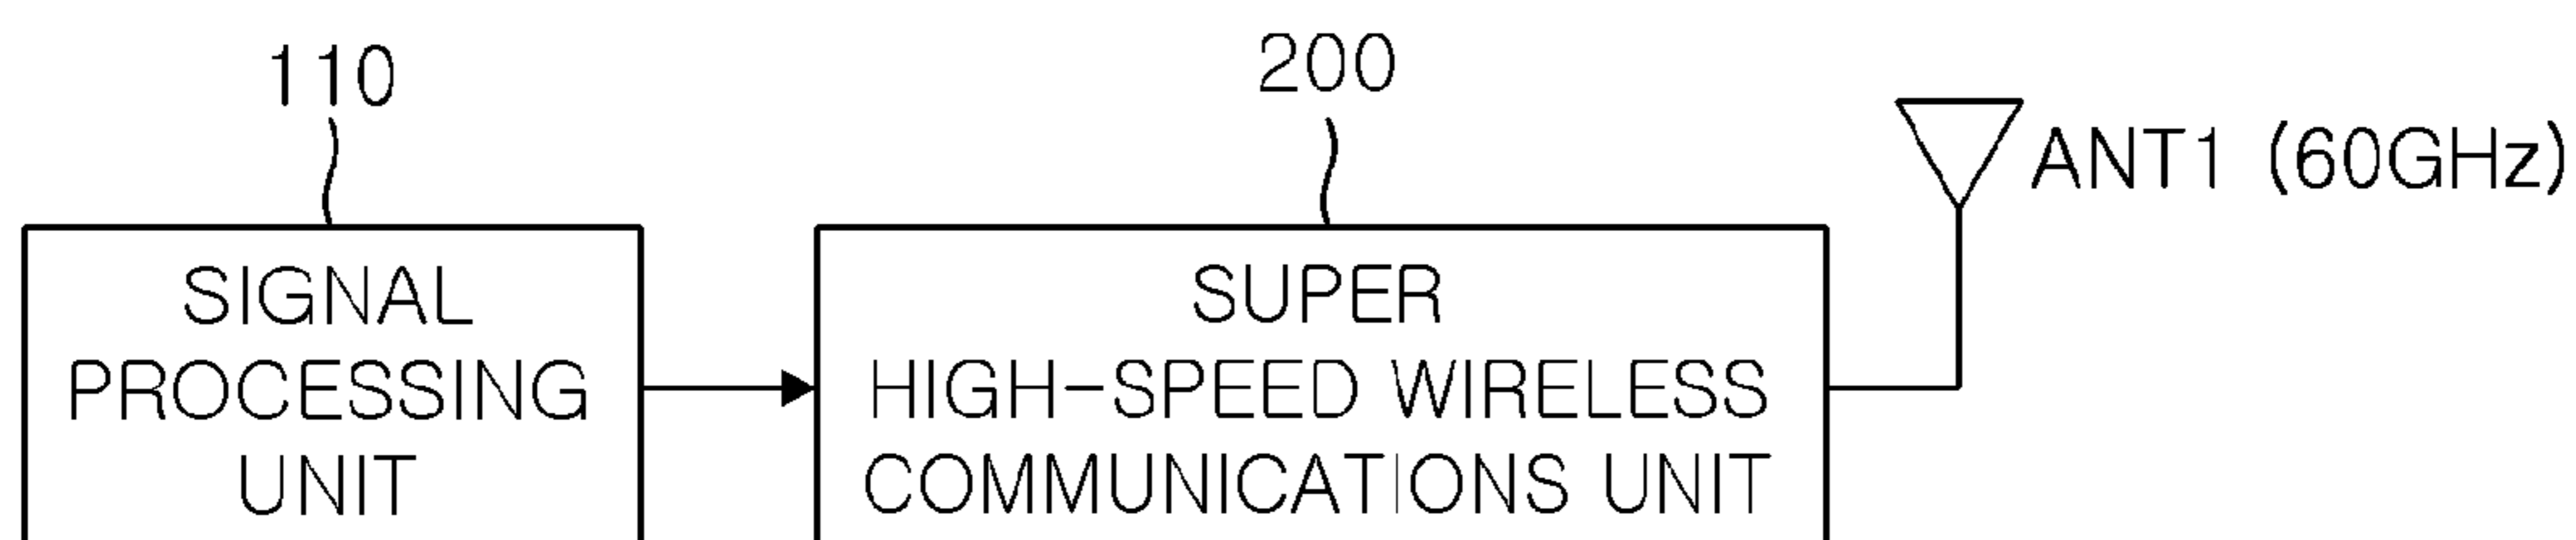 110
200
ANT1 (60GHz)
SIGNAL
PROCESSING
UNIT
SUPER
HIGH-SPEED WIRELESS
COMMUNICATIONS UNIT